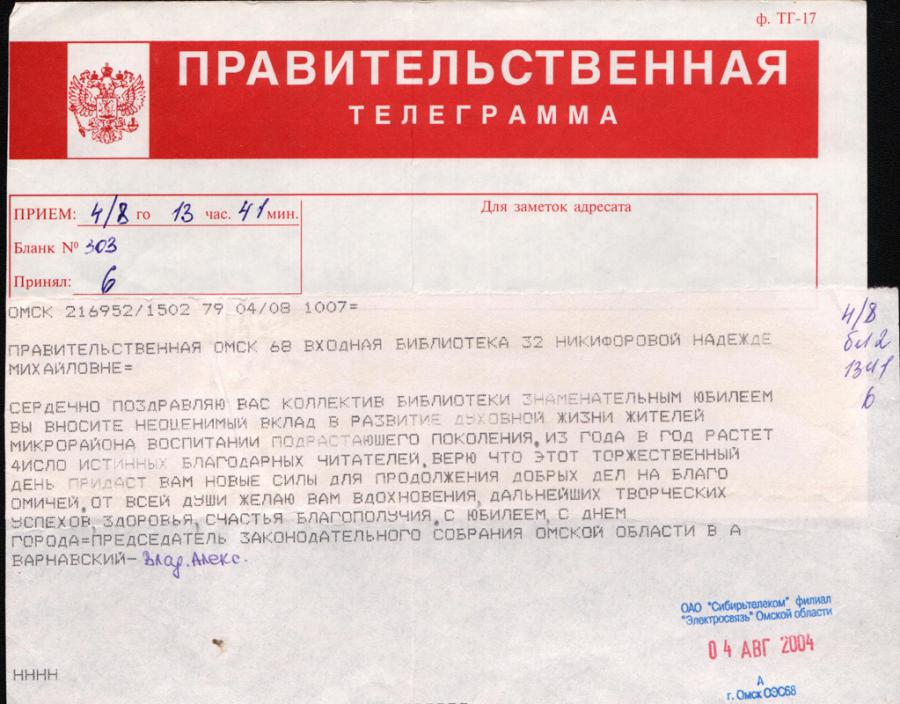 ф. ТГ-17
ПРАВИТЕЛЬСТВЕННАЯ
ТЕЛЕГРАММА
ПРИЕМ: 4/8 го 13 час. 41 мин.
Для заметок адресата
Бланк № 303
Принял: 6
ОМСК 216952/1502 79 04/08 1007=
4/8
бл2
1341
6
ПРАВИТЕЛЬСТВЕННАЯ ОМСК 68 ВХОДНАЯ БИБЛИОТЕКА 32 НИКИФОРОВОЙ НАДЕЖДЕ
МИХАЙЛОВНЕ=
СЕРДЕЧНО ПОЗДРАВЛЯЮ ВАС КОЛЛЕКТИВ БИБЛИОТЕКИ ЗНАМЕНАТЕЛЬНЫМ ЮБИЛЕЕМ
ВЫ ВНОСИТЕ НЕОЦЕНИМЫЙ ВКЛАД В РАЗВИТИЕ ДУХОВНОЙ ЖИЗНИ ЖИТЕЛЕЙ
МИКРОРАЙОНА ВОСПИТАНИИ ПОДРАСТАЮШЕГО ПОКОЛЕНИЯ, ИЗ ГОДА В ГОД РАСТЕТ
4ИСЛО ИСТИННЫХ БЛАГОДАРНЫХ ЧИТАТЕЛЕЙ, ВЕРЮ ЧТО ЭТОТ ТОРЖЕСТВЕННЫЙ
ДЕНЬ ПРИДАСТ ВАМ НОВЫЕ СИЛЫ ДЛЯ ПРОДОЛЖЕНИЯ ДОБРЫХ ДЕЛ НА БЛАГО
ОМИЧЕЙ, ОТ ВСЕЙ ДУШИ ЖЕЛАЮ ВАМ ВДОХНОВЕНИЯ, ДАЛЬНЕЙШИХ ТВОРЧЕСКИХ
УСПЕХОВ, ЗДОРОВЬЯ, СЧАСТЬЯ БЛАГОПОЛУЧИЯ, С ЮБИЛЕЕМ, С ДНЕМ
ГОРОДА=ПРЕДСЕДАТЕЛЬ ЗАКОНОДАТЕЛЬНОГО СОБРАНИЯ ОМСКОЙ ОБЛАСТИ В А
ВАРНАВСКИЙ- Влад. Алекс.
ОАО "Сибирьтелеком" филиал
"Электросвязь" Омской области
04 АВГ 2004
А
г. Омск ОЭС68
НННН